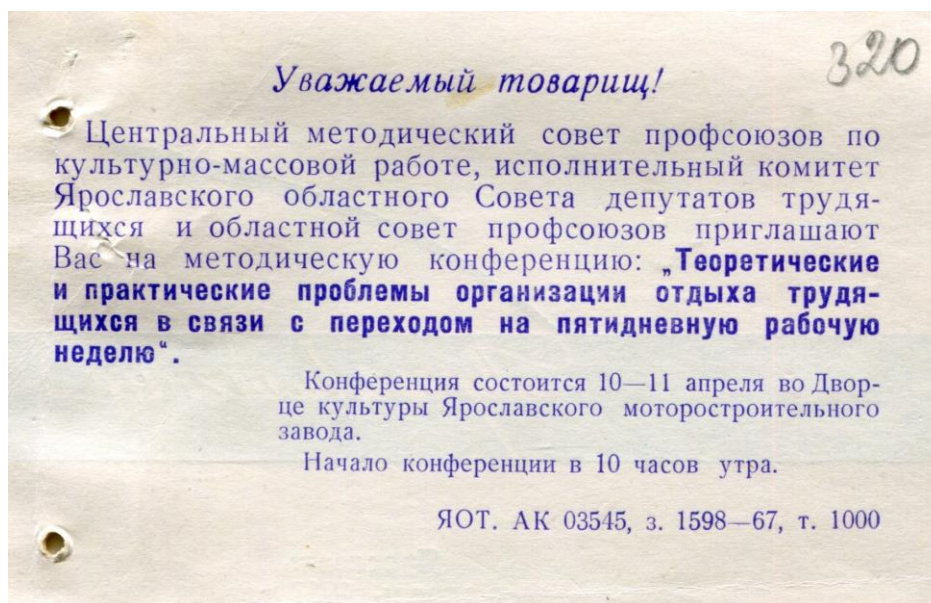 320
Уважаемый товарищ!
Центральный методический совет профсоюзов по
культурно-массовой работе, исполнительный комитет
Ярославского областного Совета депутатов трудя-
щихся и областной совет профсоюзов приглашают
Вас на методическую конференцию: „Теоретические
и практические проблемы организации отдыха трудя-
щихся в связи с переходом на пятидневную рабочую
неделю“.
Конференция состоится 10—11 апреля во Двор-
це культуры Ярославского моторостроительного
завода.
Начало конференции в 10 часов утра.
ЯОТ. АК 03545, з. 1598—67, т. 1000